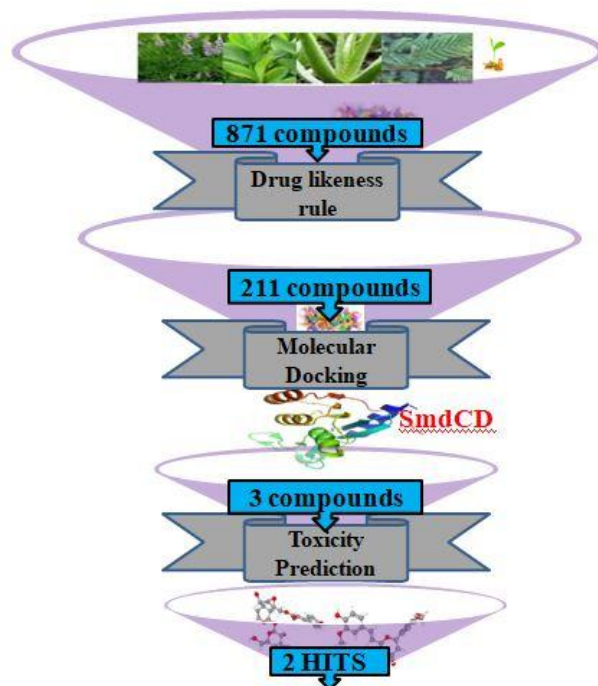 871 compounds
Drug likeness
rule
211 compounds
Molecular
Docking
SmdCD
3 compounds
Toxicity
Prediction
2 HITS